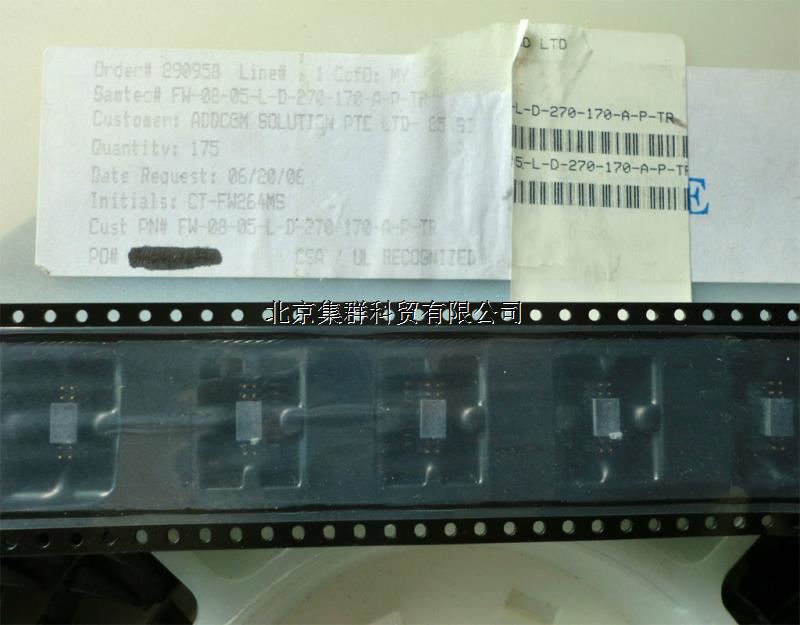 Order# 290958 Line# : 1 CofO: MY
Samtec# FW-08-05-L-D-270-170-A-P-TR
Customer: ADDCOM SOLUTION PTE LTD- 65 SI
Quantity: 175
Date Request: 06/20/06
Initials: CT-FW264MS
Cust PN# FW-08-05-L-D-270-170-A-P-TR
PO#
CSA / UL RECOGNIZED
LTD
-L-D-270-170-A-P-TR
5-L-D-270-170-A-P-TR
E
北京集群科贸有限公司